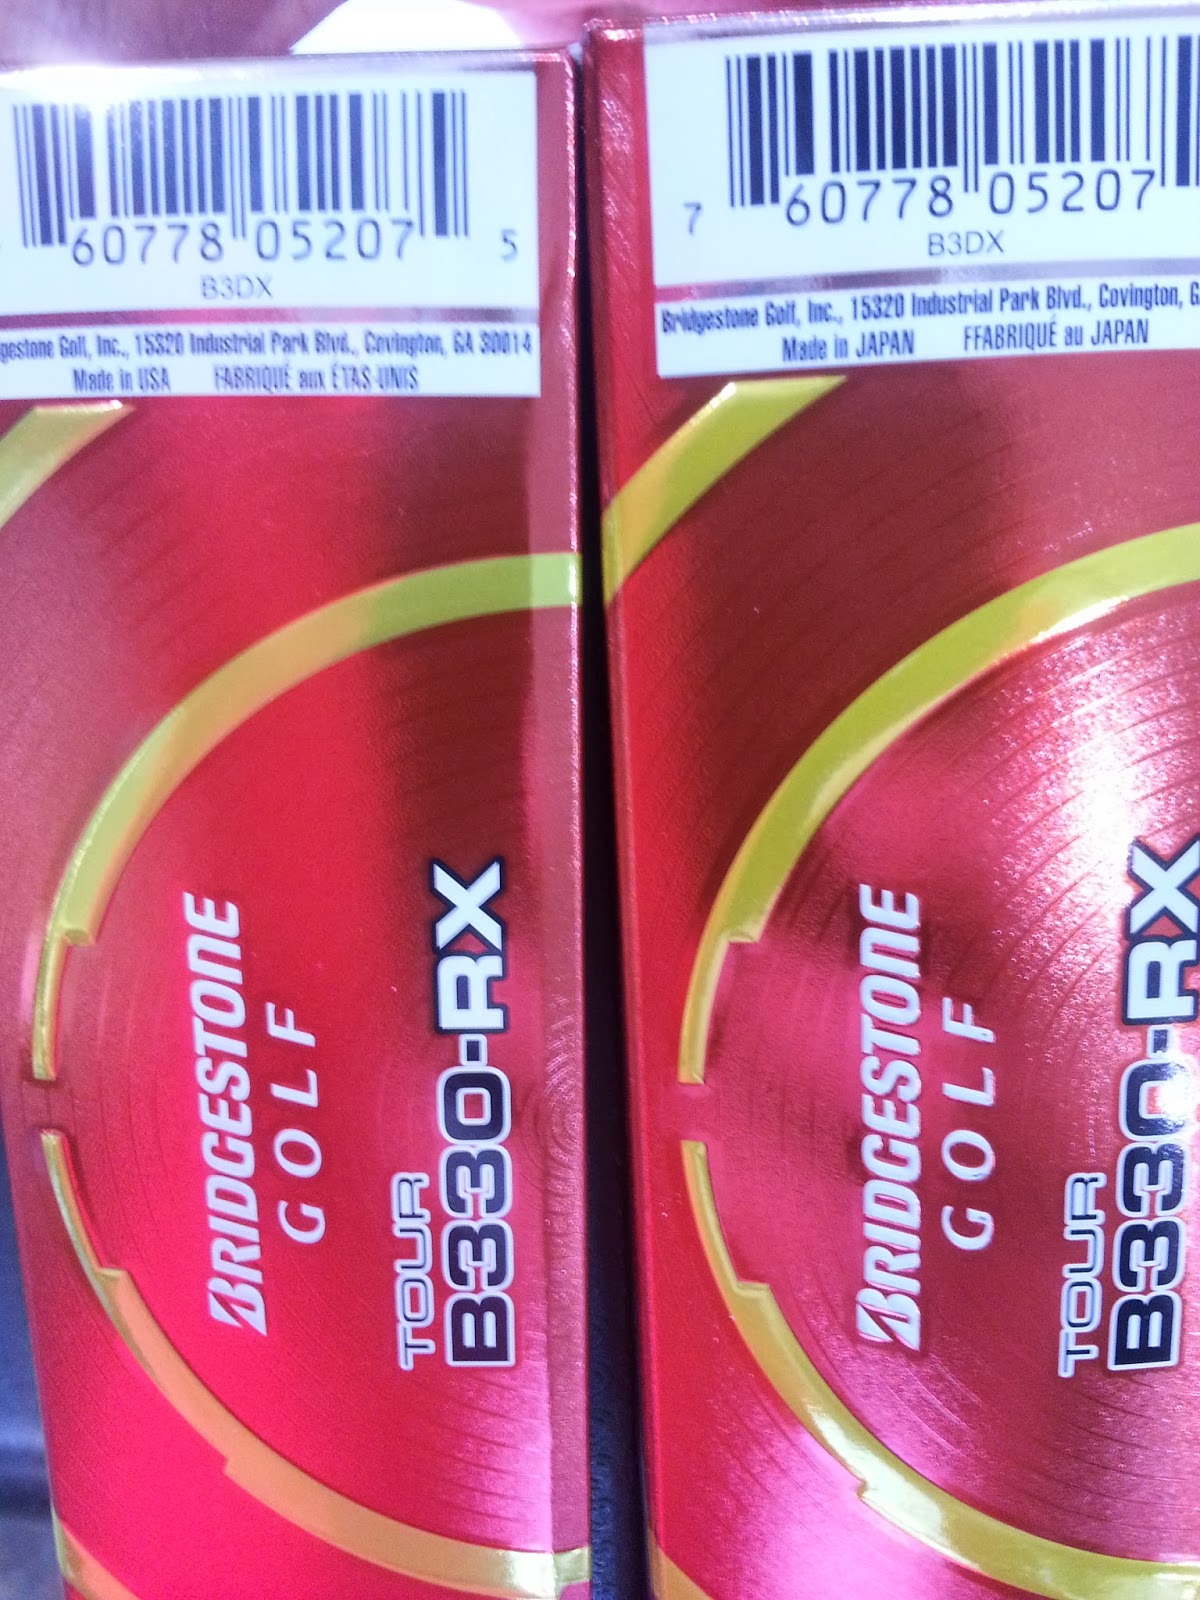 60778 05207 5
B3DX
Golf, Inc., 15320 Industrial Park Blvd., Covington, GA 30014
Made in USA FABRIQUÉ aux ÉTAS-UNIS
BRIDGESTONE
GOLF
TOUR
B330-RX
7 60778 05207
B3DX
Bridgestone Golf, Inc., 15320 Industrial Park Blvd., Covington,
Made in JAPAN FFABRIQUÉ au JAPAN
BRIDGESTONE
GOLF
TOUR
B330-RX